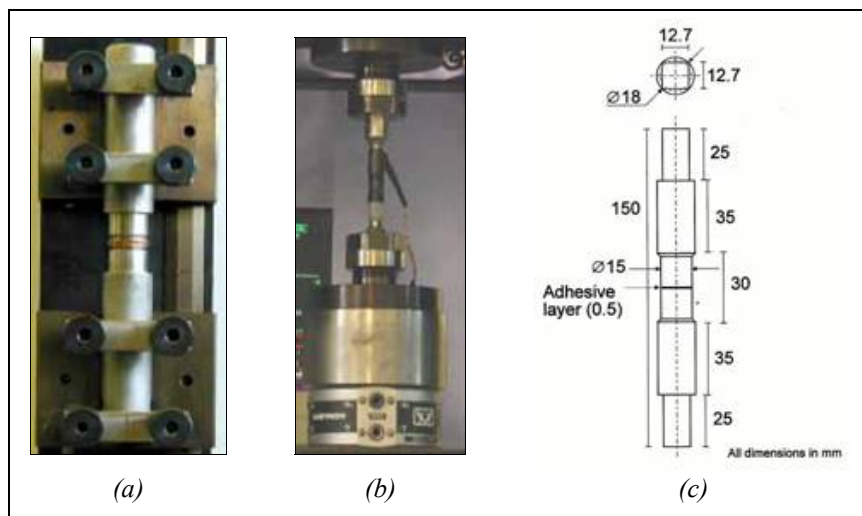 12.7
12.7
Ø18
25
150
35
Ø15
30
Adhesive
layer (0.5)
35
25
All dimensions in mm
(a)
(b)
(c)